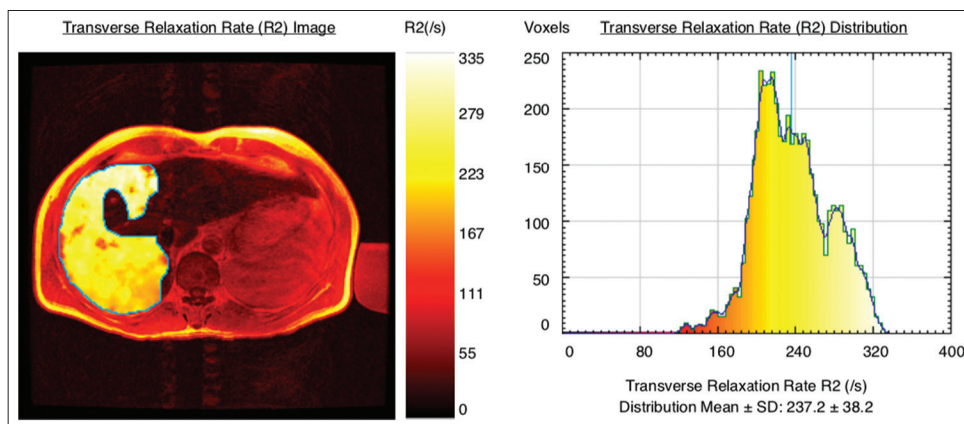 Transverse Relaxation Rate (R2) Image
R2(/s)
335
279
223
167
111
55
0
Voxels
Transverse Relaxation Rate (R2) Distribution
250
200
150
100
50
0
0 80 160 240 320 400
Transverse Relaxation Rate R2 (/s)
Distribution Mean ± SD: 237.2 ± 38.2